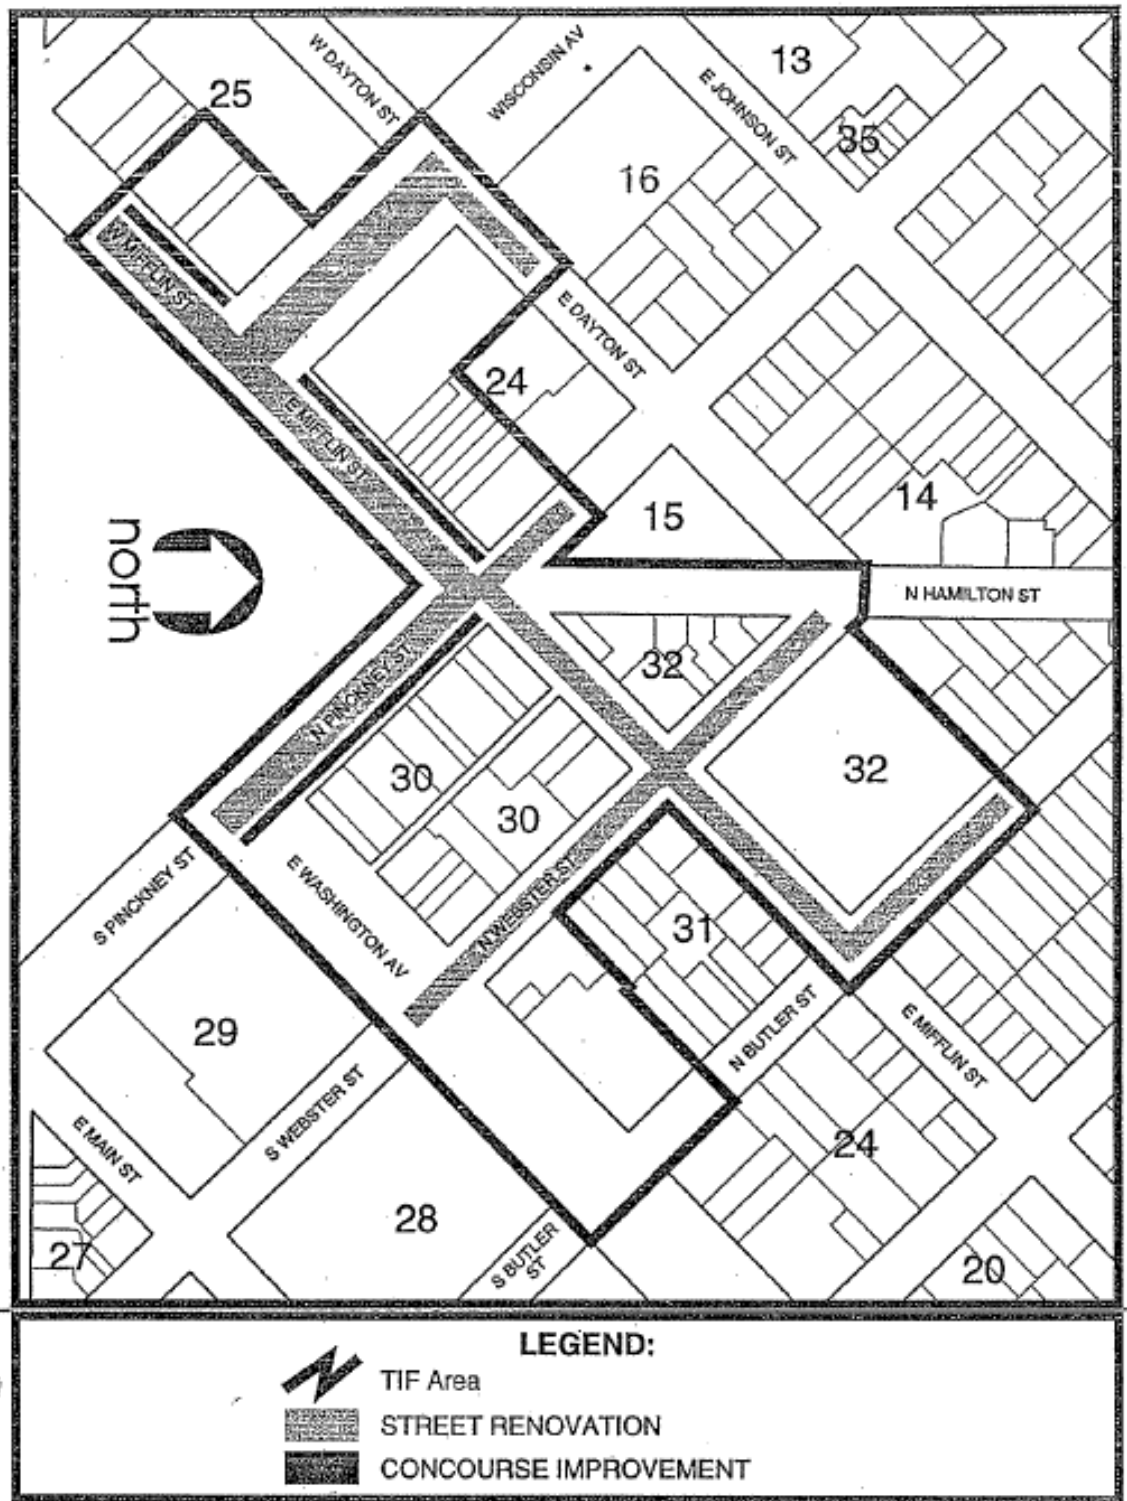 W DAYTON ST
WISCONSIN AV
13
25
E JOHNSON ST
35
16
W MIFFLIN ST
E DAYTON ST
24
E MIFFLIN ST
14
15
north
N HAMILTON ST
32
N PINCKNEY ST
30
32
30
E WASHINGTON AV
S PINCKNEY ST
N WEBSTER ST
31
29
N BUTLER ST
E MIFFLIN ST
S WEBSTER ST
E MAIN ST
24
28
27
S BUTLER
ST
20
LEGEND:
TIF Area
STREET RENOVATION
CONCOURSE IMPROVEMENT